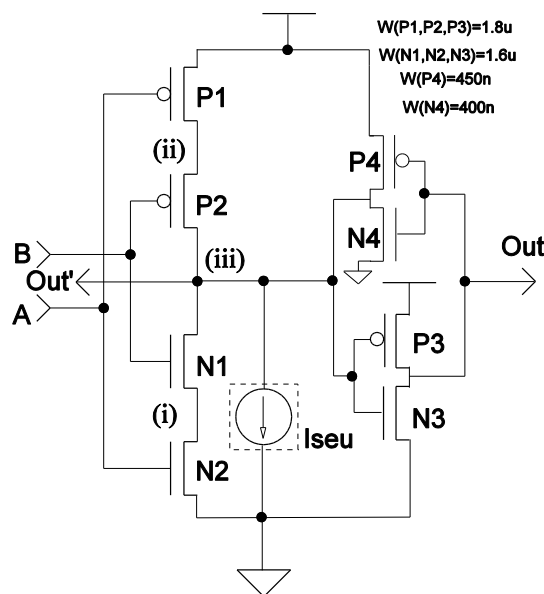 W(P1,P2,P3)=1.8u
W(N1,N2,N3)=1.6u
W(P4)=450n
W(N4)=400n
P1
(ii)
P4
P2
N4
B
(iii)
Out
Out'
A
P3
N1
(i)
Iseu
N3
N2